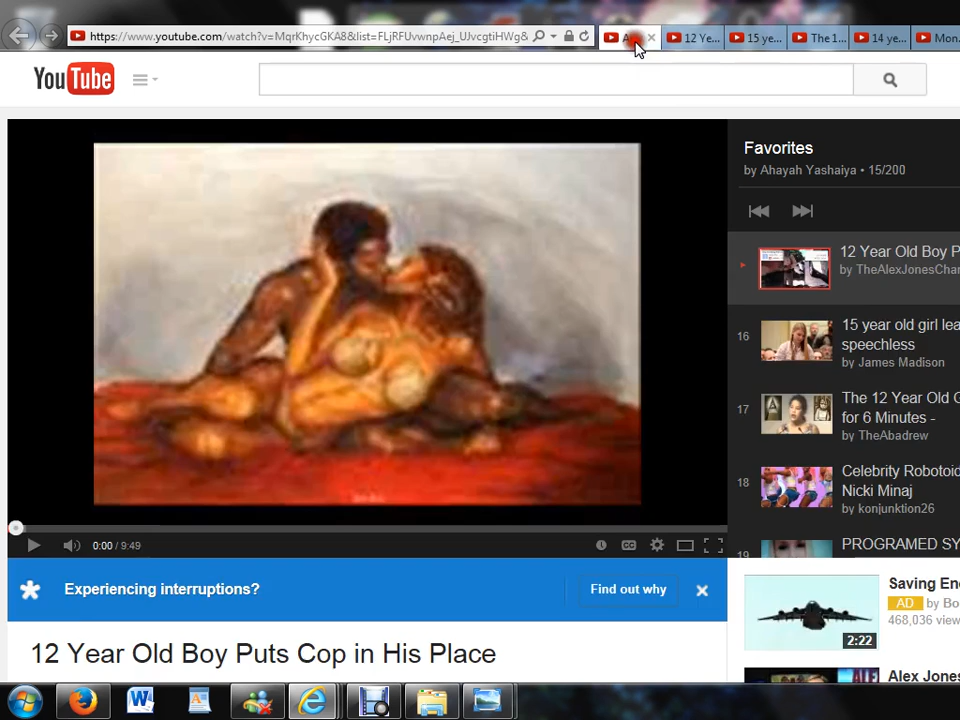 https://www.youtube.com/watch?v=MqrKhycGKA8&list=FLjRFUvwnpAej_UJvcgtiHWg&
12 Ye...
15 ye...
The 1...
14 ye...
Mon.
YouTube
Favorites
by Ahayah Yashaiya • 15/200
12 Year Old Boy P
by TheAlexJonesChar
16
15 year old girl lea
speechless
by James Madison
17
The 12 Year Old G
for 6 Minutes -
by TheAbadrew
18
Celebrity Robotoid
Nicki Minaj
by konjunktion26
19
PROGRAMED SY
0:00 / 9:49
CC
Experiencing interruptions?
Find out why
Saving En
AD by Bo
468,036 view
2:22
12 Year Old Boy Puts Cop in His Place
Alex Jones